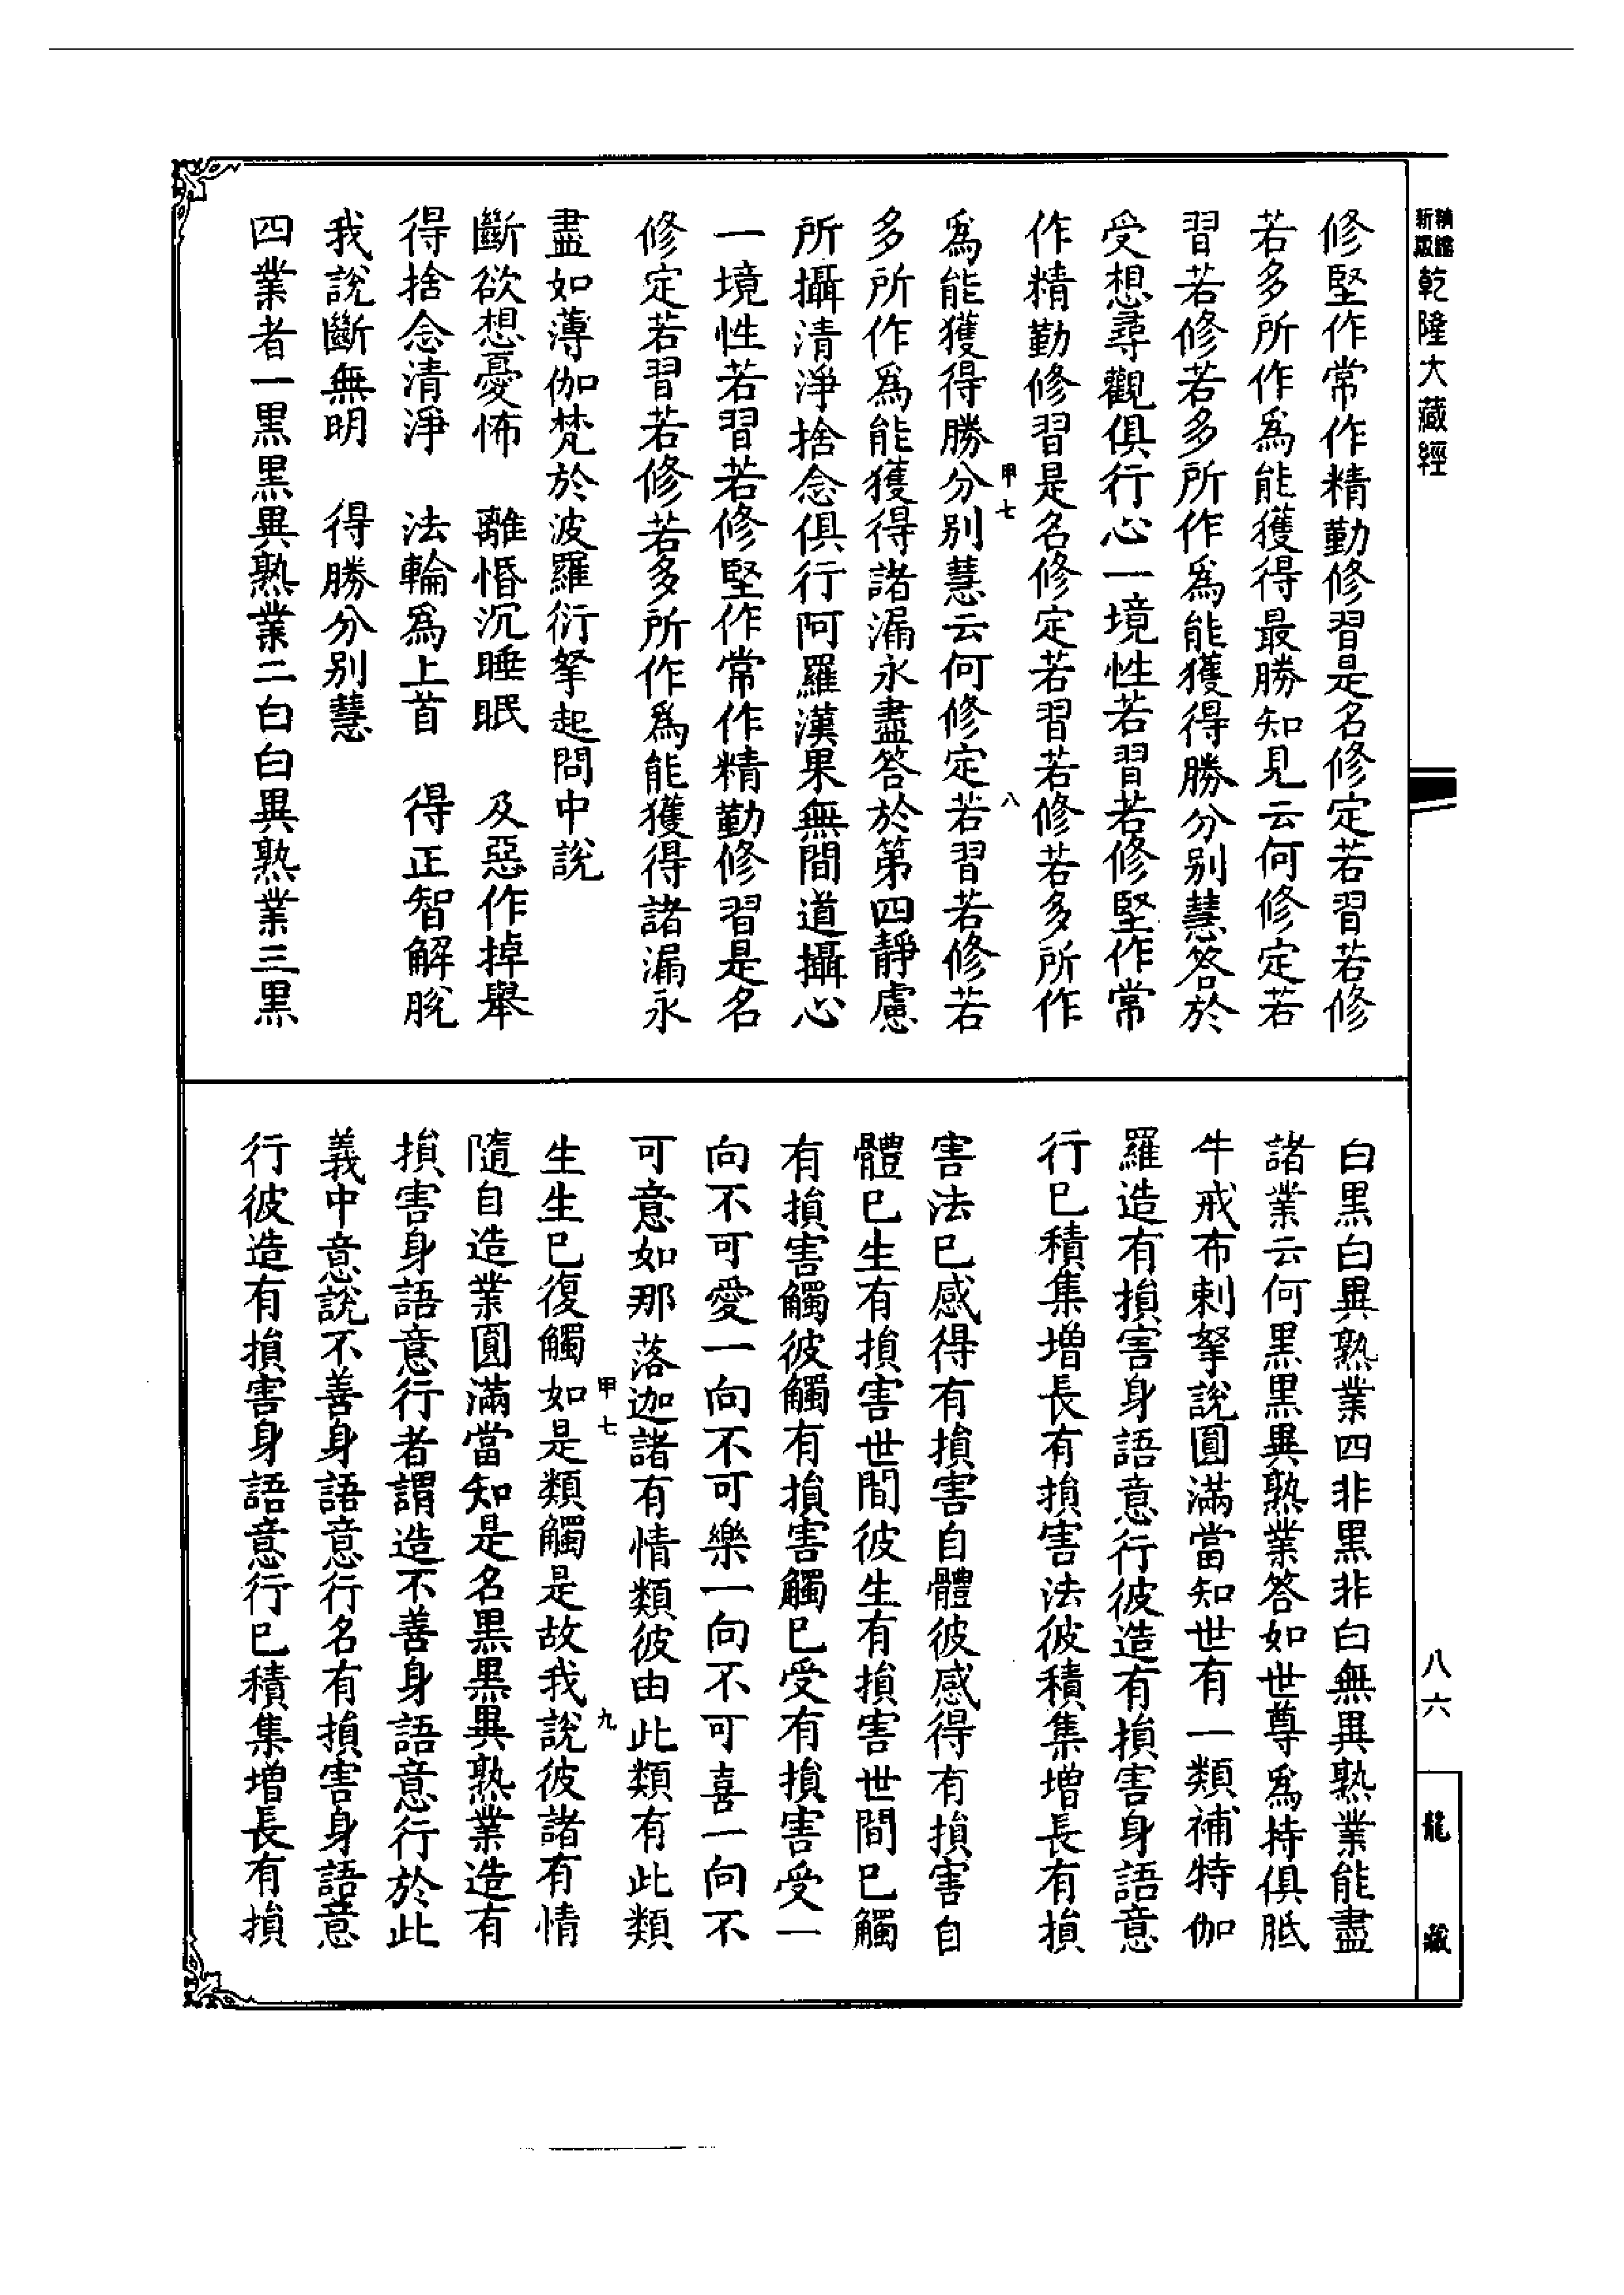 新版 精縮 乾隆大藏經
修堅作常作精勤修習是名修定若習若修
若多所作爲能獲得最勝知見云何修定若
習若修若多所作爲能獲得勝分别慧答於
受想尋觀俱行心一境性若習若修堅作常
作精勤修習是名修定若習若修若多所作
甲七 八
爲能獲得勝分别慧云何修定若習若修若
多所作爲能獲得諸漏永盡答於第四靜慮
所攝清淨捨念俱行阿羅漢果無間道攝心
一境性若習若修堅作常作精勤修習是名
修定若習若修若多所作爲能獲得諸漏永
盡如薄伽梵於波羅衍拏起問中說
斷欲想憂怖　離惛沉睡眠　及惡作掉舉
得捨念清淨　法輪爲上首　得正智解脫
我說斷無明　得勝分别慧
四業者一黑黑異熟業二白白異熟業三黑
白黑白異熟業四非黑非白無異熟業能盡
諸業云何黑黑異熟業答如世尊爲持俱胝
牛戒布剌拏說圓滿當知世有一類補特伽
羅造有損害身語意行彼造有損害身語意
行已積集增長有損害法彼積集增長有損
害法已感得有損害自體彼感得有損害自
體已生有損害世間彼生有損害世間已觸
有損害觸彼觸有損害觸已受有損害受一
向不可愛一向不可樂一向不可喜一向不
可意如那落迦諸有情類彼由此類有此類
甲七 九
生生已復觸如是類觸是故我說彼諸有情
隨自造業圓滿當知是名黑黑異熟業造有
損害身語意行者謂造不善身語意行於此
義中意說不善身語意行名有損害身語意
行彼造有損害身語意行已積集增長有損
八六
龍藏